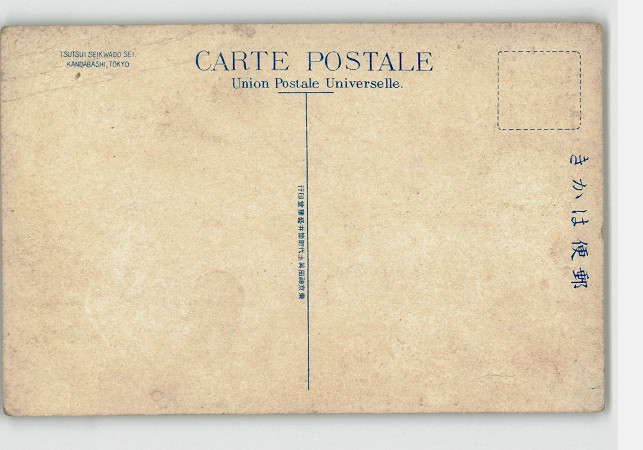 TSUTSUI SEIKWADO SEI.
KANDABASHI, TOKYO
CARTE POSTALE
Union Postale Universelle.
きかは便郵